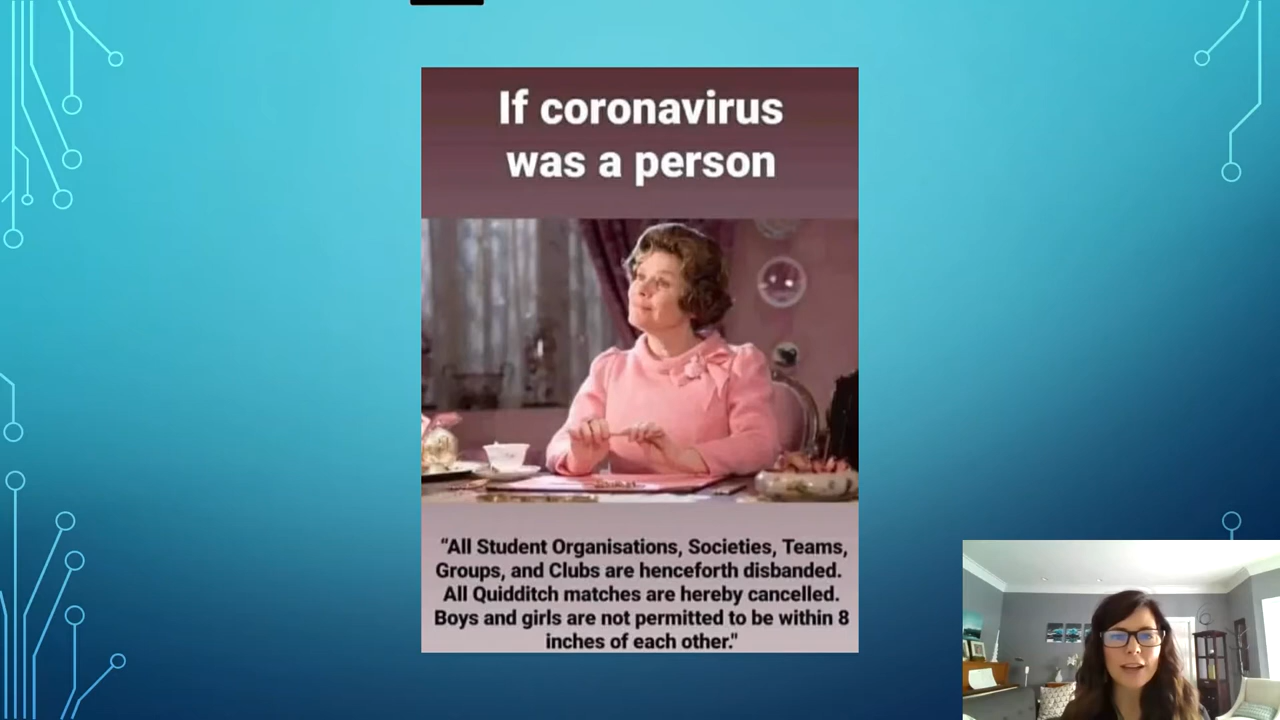 If coronavirus
was a person
“All Student Organisations, Societies, Teams,
Groups, and Clubs are henceforth disbanded.
All Quidditch matches are hereby cancelled.
Boys and girls are not permitted to be within 8
inches of each other."